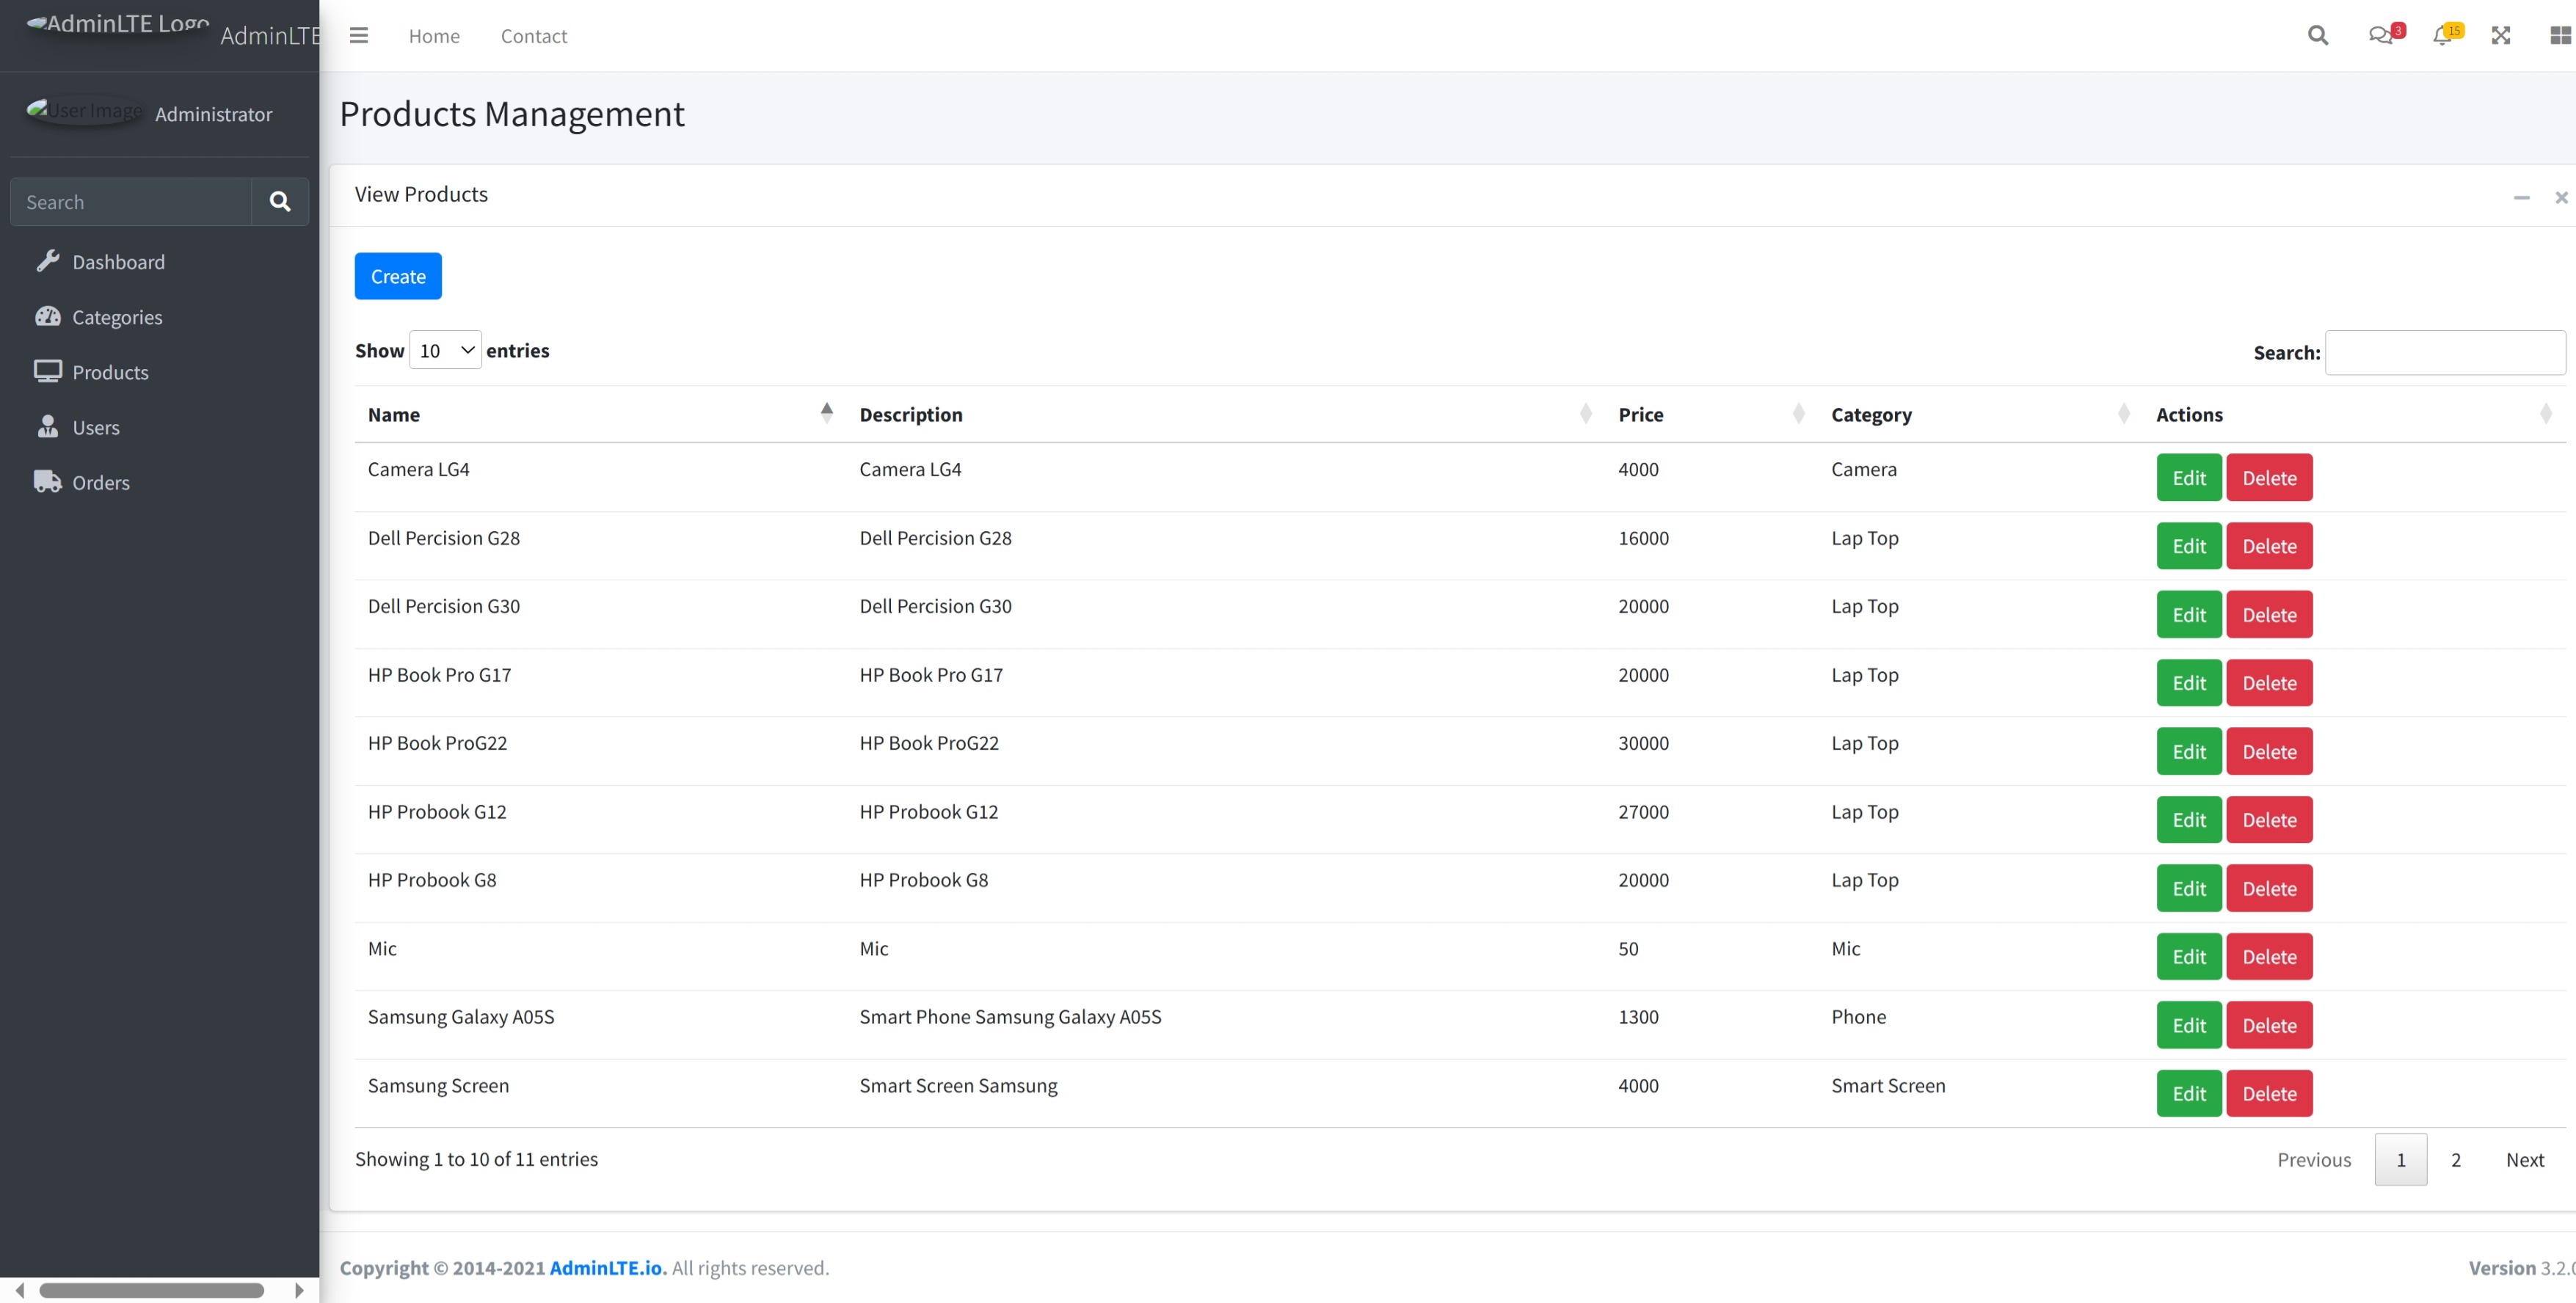 AdminLTE Logo AdminLTE
Home Contact
3
15
User Image Administrator
Search
Dashboard
Categories
Products
Users
Orders
Products Management
View Products
Create
Show 10 entries
Search:
Name Description Price Category Actions
Camera LG4 Camera LG4 4000 Camera Edit Delete
Dell Percision G28 Dell Percision G28 16000 Lap Top Edit Delete
Dell Percision G30 Dell Percision G30 20000 Lap Top Edit Delete
HP Book Pro G17 HP Book Pro G17 20000 Lap Top Edit Delete
HP Book ProG22 HP Book ProG22 30000 Lap Top Edit Delete
HP Probook G12 HP Probook G12 27000 Lap Top Edit Delete
HP Probook G8 HP Probook G8 20000 Lap Top Edit Delete
Mic Mic 50 Mic Edit Delete
Samsung Galaxy A05S Smart Phone Samsung Galaxy A05S 1300 Phone Edit Delete
Samsung Screen Smart Screen Samsung 4000 Smart Screen Edit Delete
Showing 1 to 10 of 11 entries
Previous 1 2 Next
Copyright © 2014-2021 AdminLTE.io. All rights reserved.
Version 3.2.0